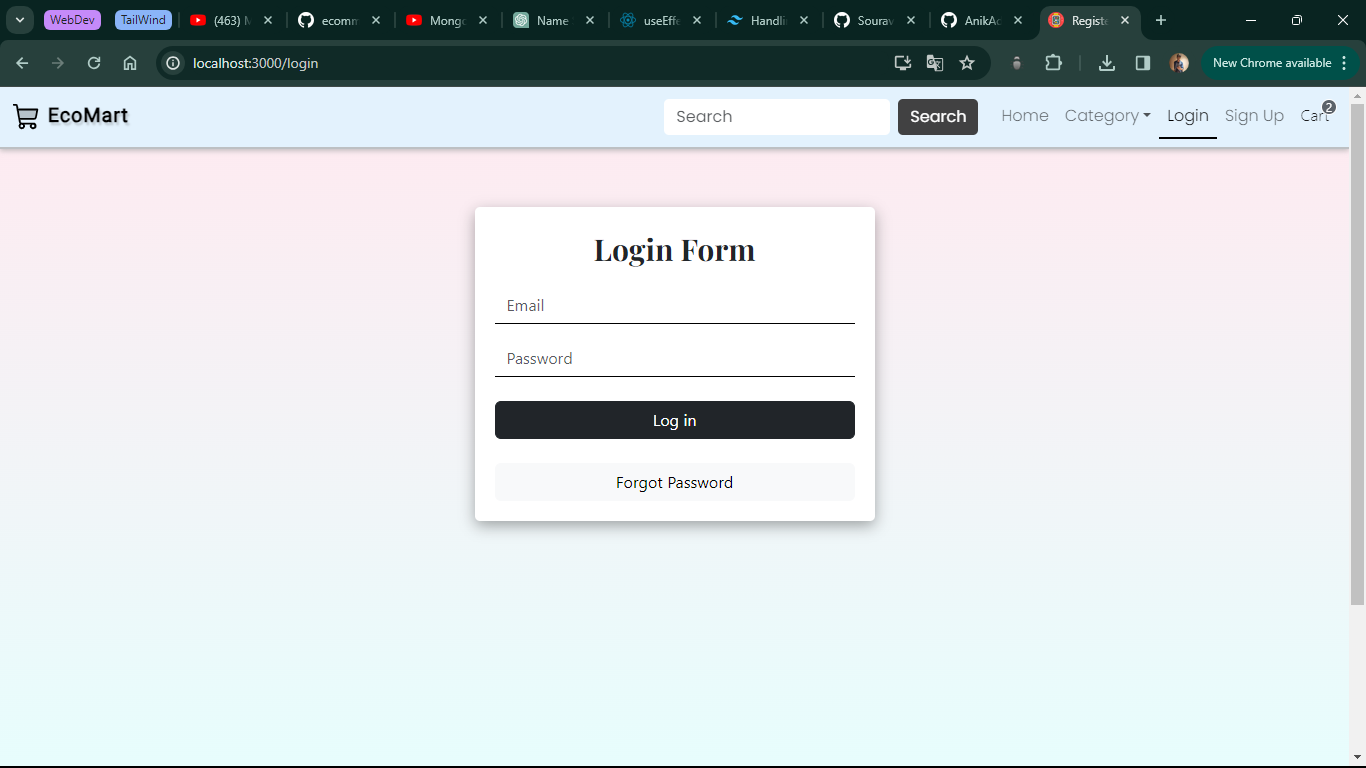 WebDev TailWind (463) M ecomm Mongo Name useEffe Handli Sourav AnikAc Registe
localhost:3000/login New Chrome available
EcoMart Search Search Home Category Login Sign Up Cart 2
Login Form
Email
Password
Log in
Forgot Password